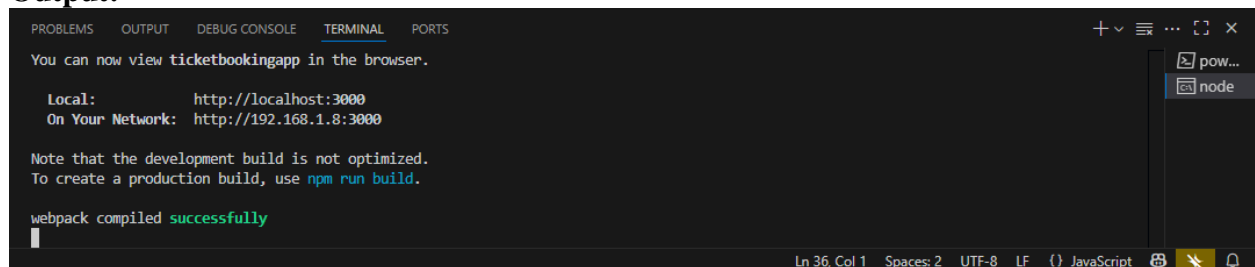 Output:
PROBLEMS OUTPUT DEBUG CONSOLE TERMINAL PORTS
You can now view ticketbookingapp in the browser.
pow...
node
Local: http://localhost:3000
On Your Network: http://192.168.1.8:3000
Note that the development build is not optimized.
To create a production build, use npm run build.
webpack compiled successfully
Ln 36, Col 1 Spaces: 2 UTF-8 LF {} JavaScript